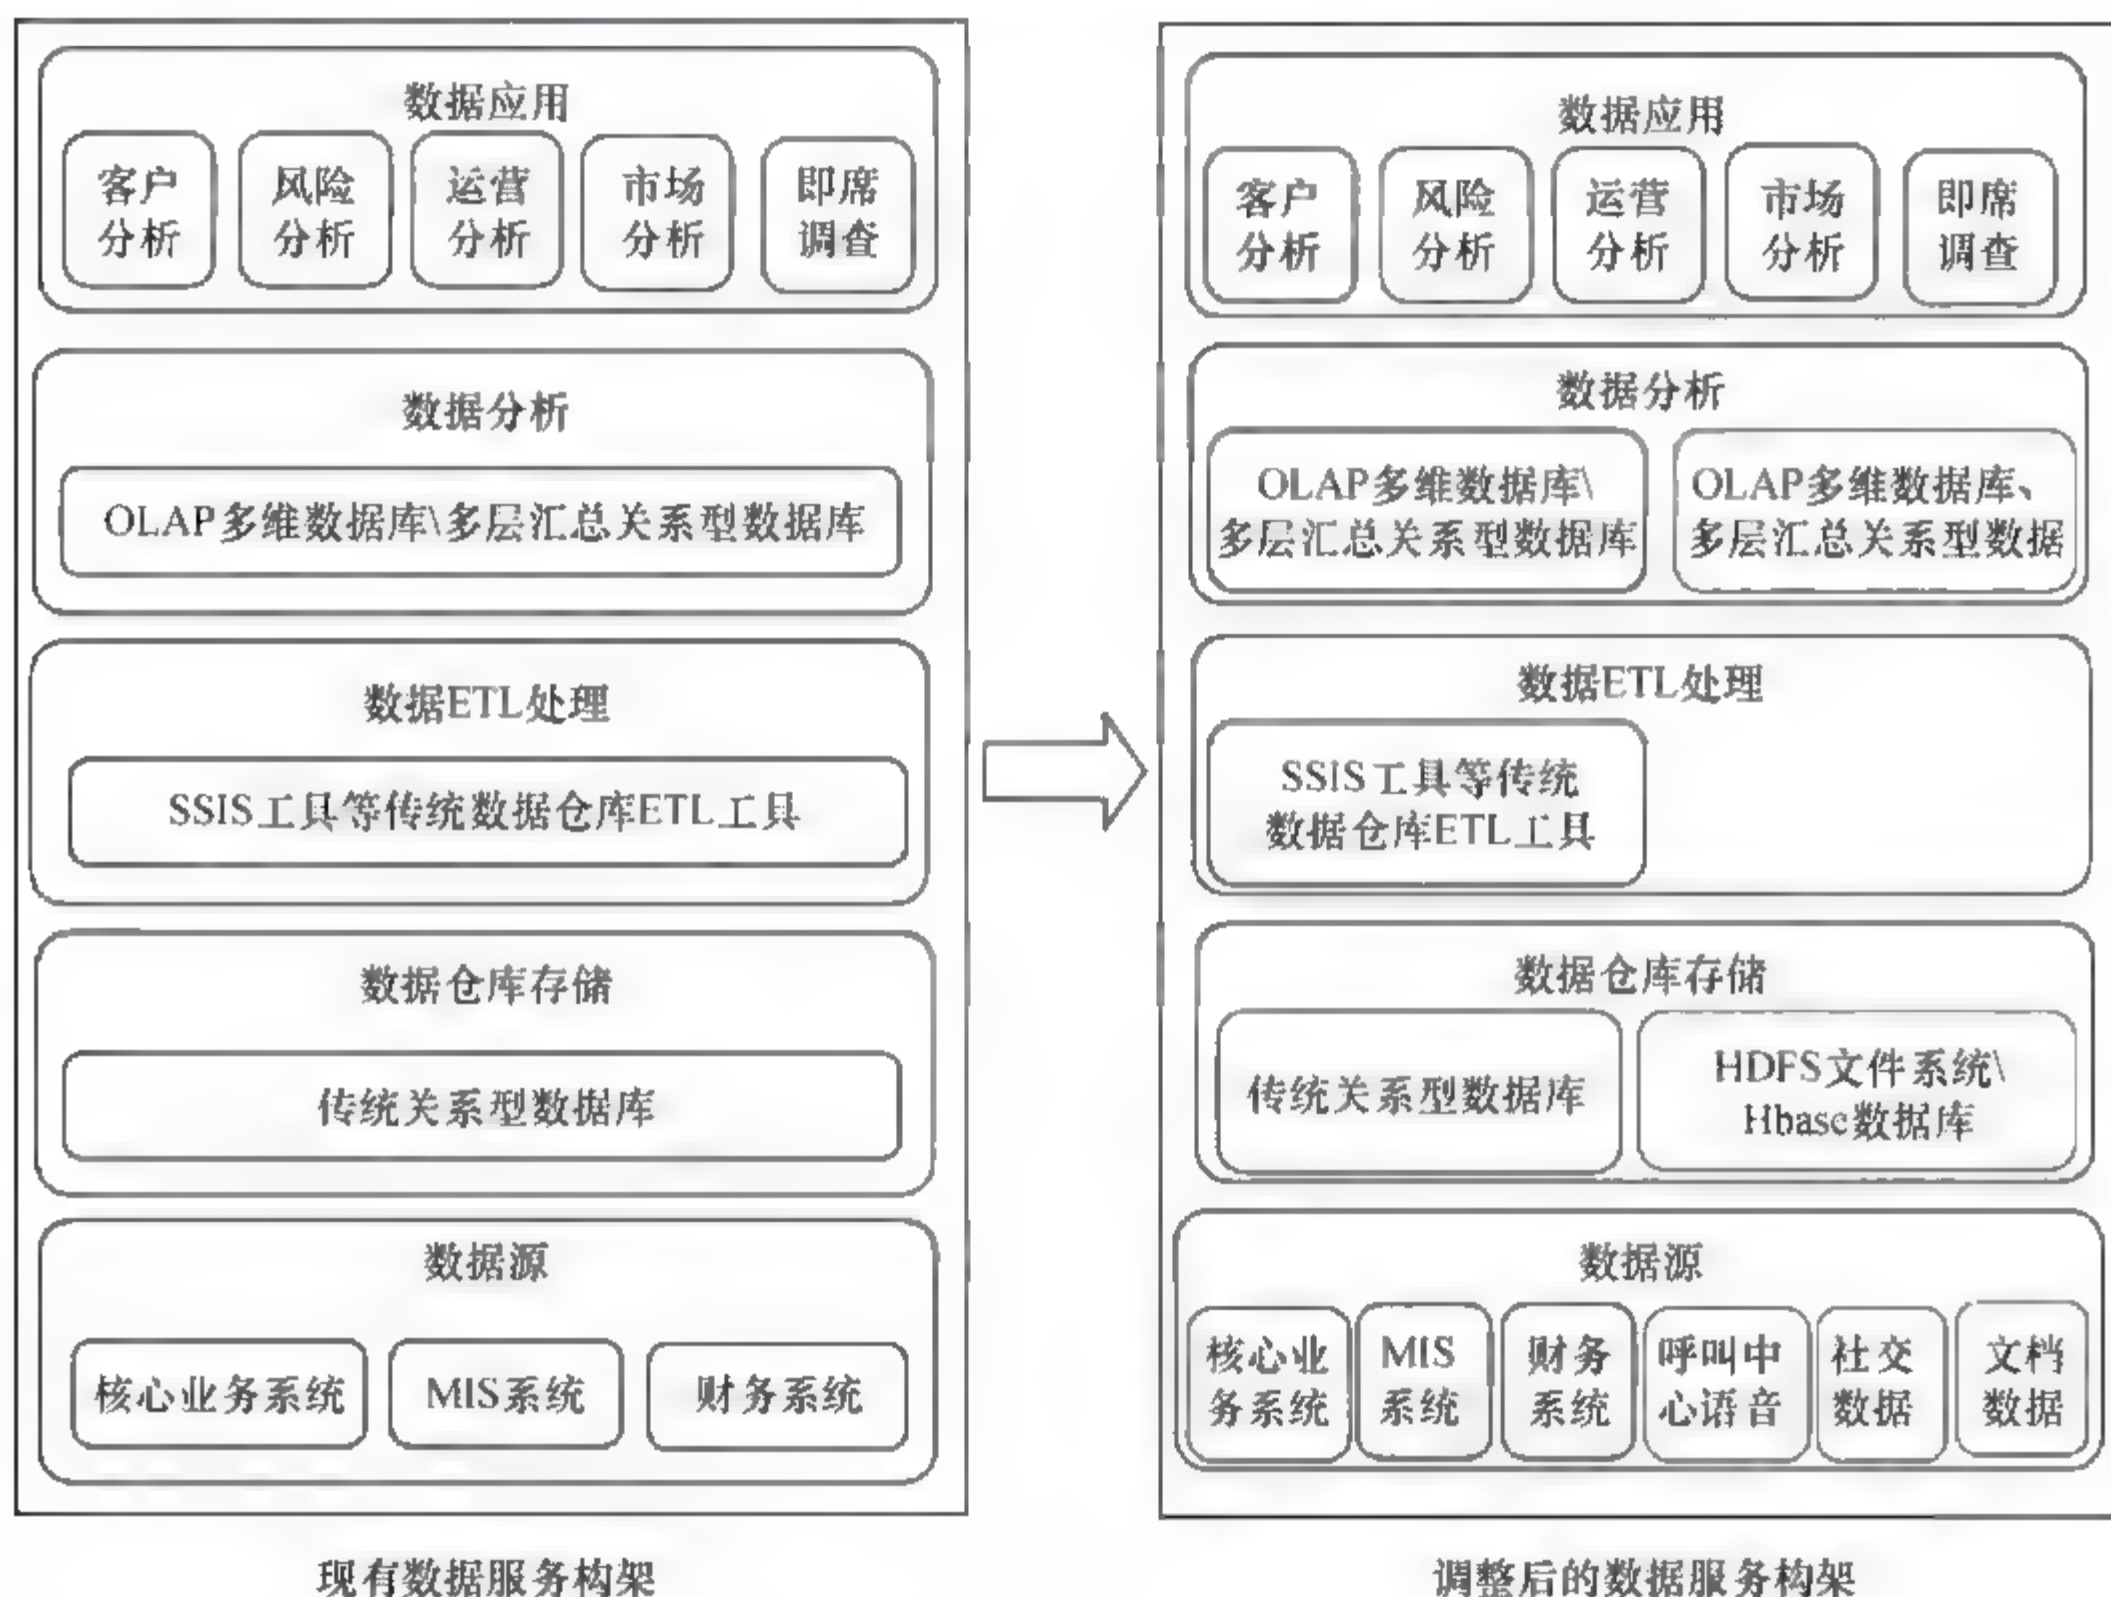 数据应用
客户
分析
风险
分析
运营
分析
市场
分析
即席
调查
数据分析
OLAP多维数据库\多层汇总关系型数据库
数据ETL处理
SSIS工具等传统数据仓库ETL工具
数据仓库存储
传统关系型数据库
数据源
核心业务系统
MIS系统
财务系统
现有数据服务构架
数据应用
客户
分析
风险
分析
运营
分析
市场
分析
即席
调查
数据分析
OLAP多维数据库\
多层汇总关系型数据库
OLAP多维数据库、
多层汇总关系型数据
数据ETL处理
SSIS工具等传统
数据仓库ETL工具
数据仓库存储
传统关系型数据库
HDFS文件系统\
Hbase数据库
数据源
核心业
务系统
MIS
系统
财务
系统
呼叫中
心语音
社交
数据
文档
数据
调整后的数据服务构架